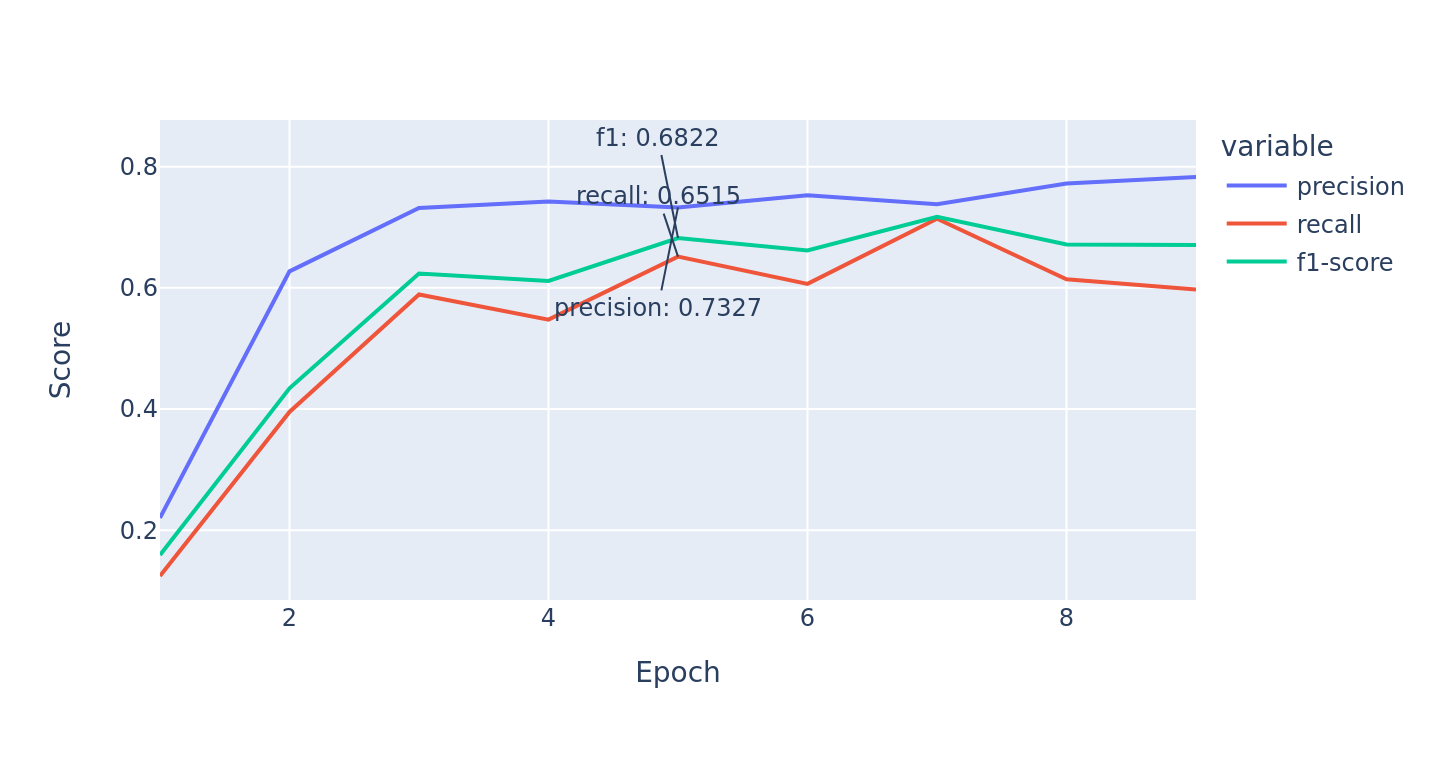 f1: 0.6822
recall: 0.6515
precision: 0.7327
0.8
0.6
0.4
0.2
Score
2 4 6 8
Epoch
variable
precision
recall
f1-score